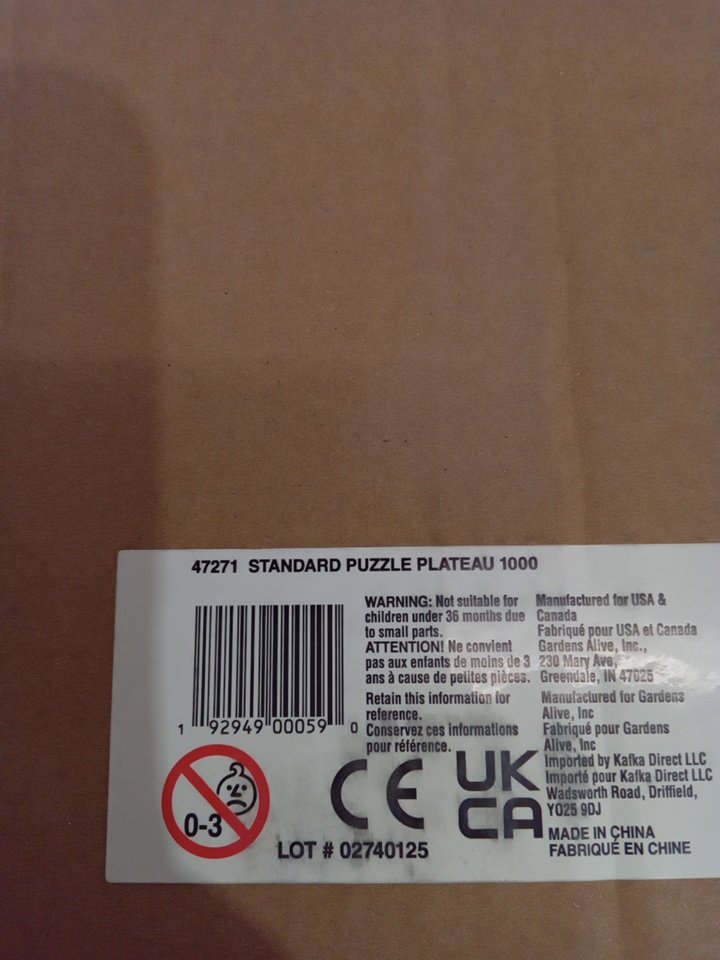 47271 STANDARD PUZZLE PLATEAU 1000
WARNING: Not suitable for
children under 36 months due
to small parts.
ATTENTION! Ne convient
pas aux enfants de moins de 3
ans à cause de petites pièces.
Retain this information for
reference.
Conservez ces informations
pour référence.
Manufactured for USA &
Canada
Fabriqué pour USA et Canada
Gardens Alive, Inc.,
230 Mary Ave,
Greendale, IN 47025
Manufactured for Gardens
Alive, Inc
Fabriqué pour Gardens
Alive, Inc
Imported by Kafka Direct LLC
Importé pour Kafka Direct LLC
Wadsworth Road, Driffield,
YO25 9DJ
MADE IN CHINA
FABRIQUÉ EN CHINE
1 92949 00059 0
0-3
CE
UK
CA
LOT # 02740125